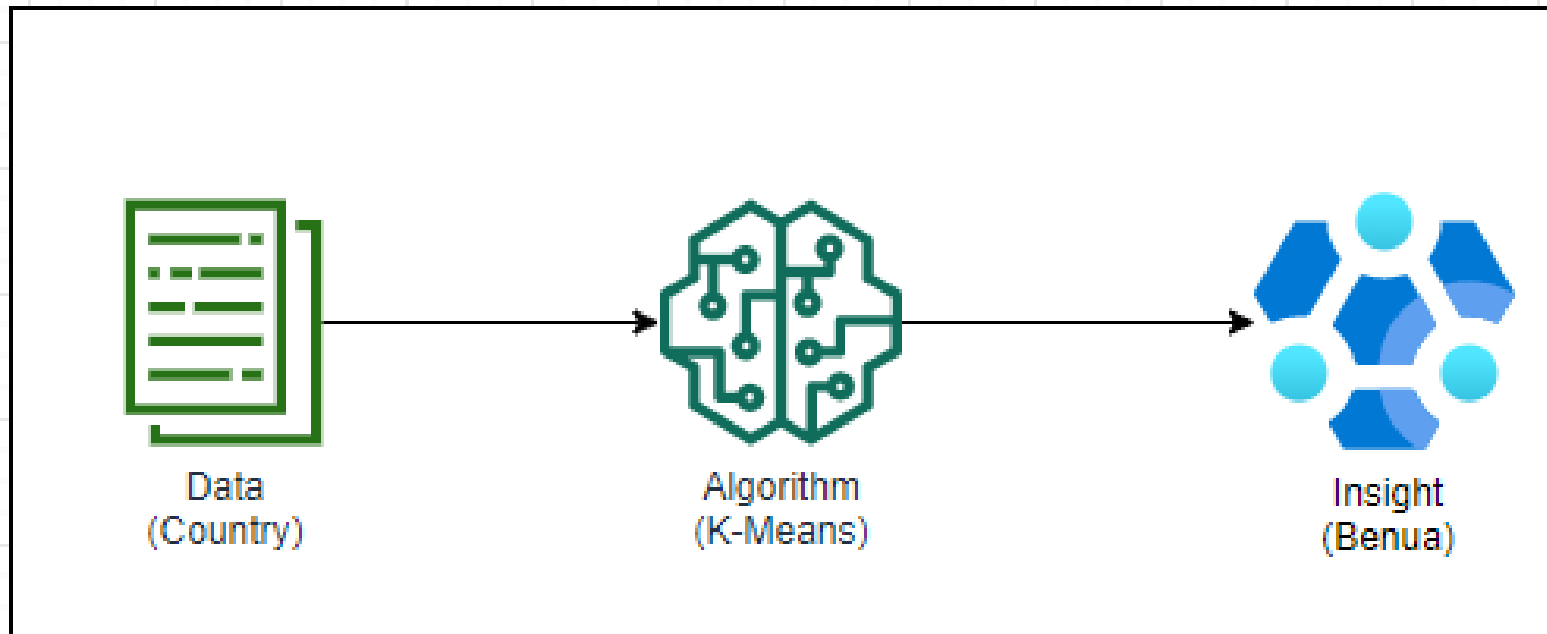 Data
(Country)
Algorithm
(K-Means)
Insight
(Benua)